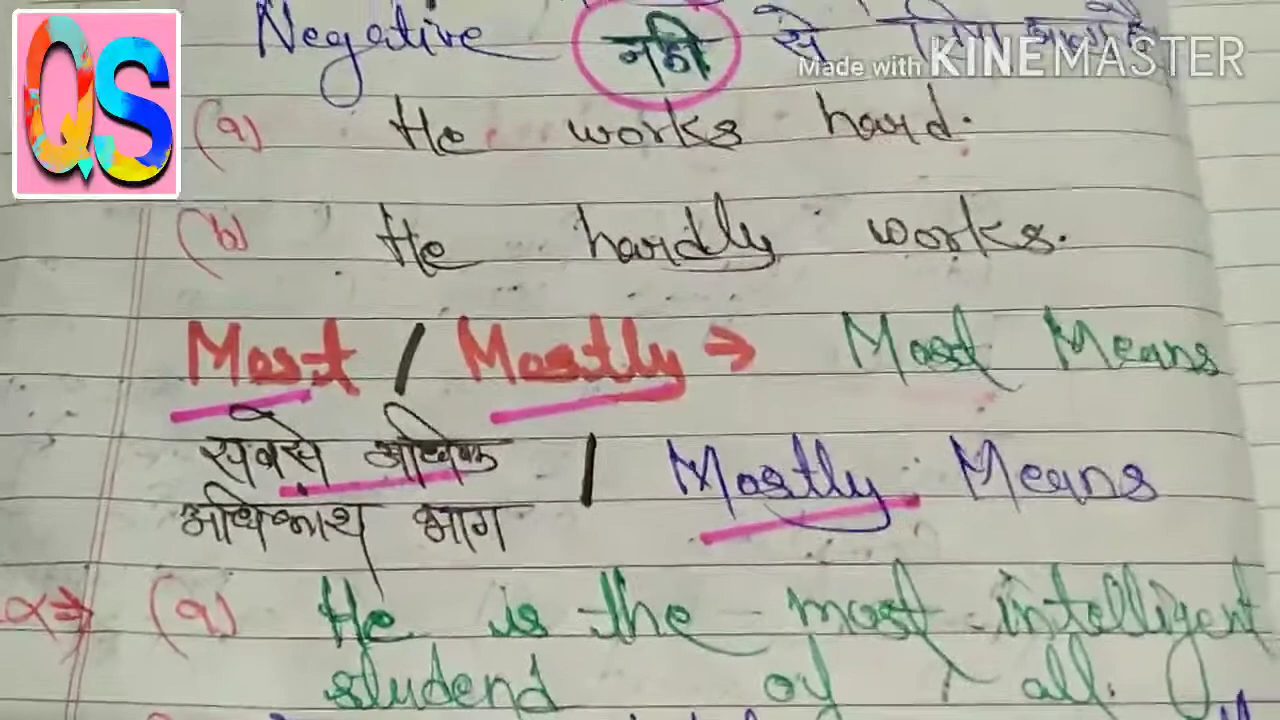 Negative नही से
Made with KINEMASTER
QS
(a) He works hard.
(b) He hardly works.
Most / Mostly → Most Means
सबसे अधिक / Mostly Means
अधिकांश भाग
(a) He is the most intelligent
studend of all.